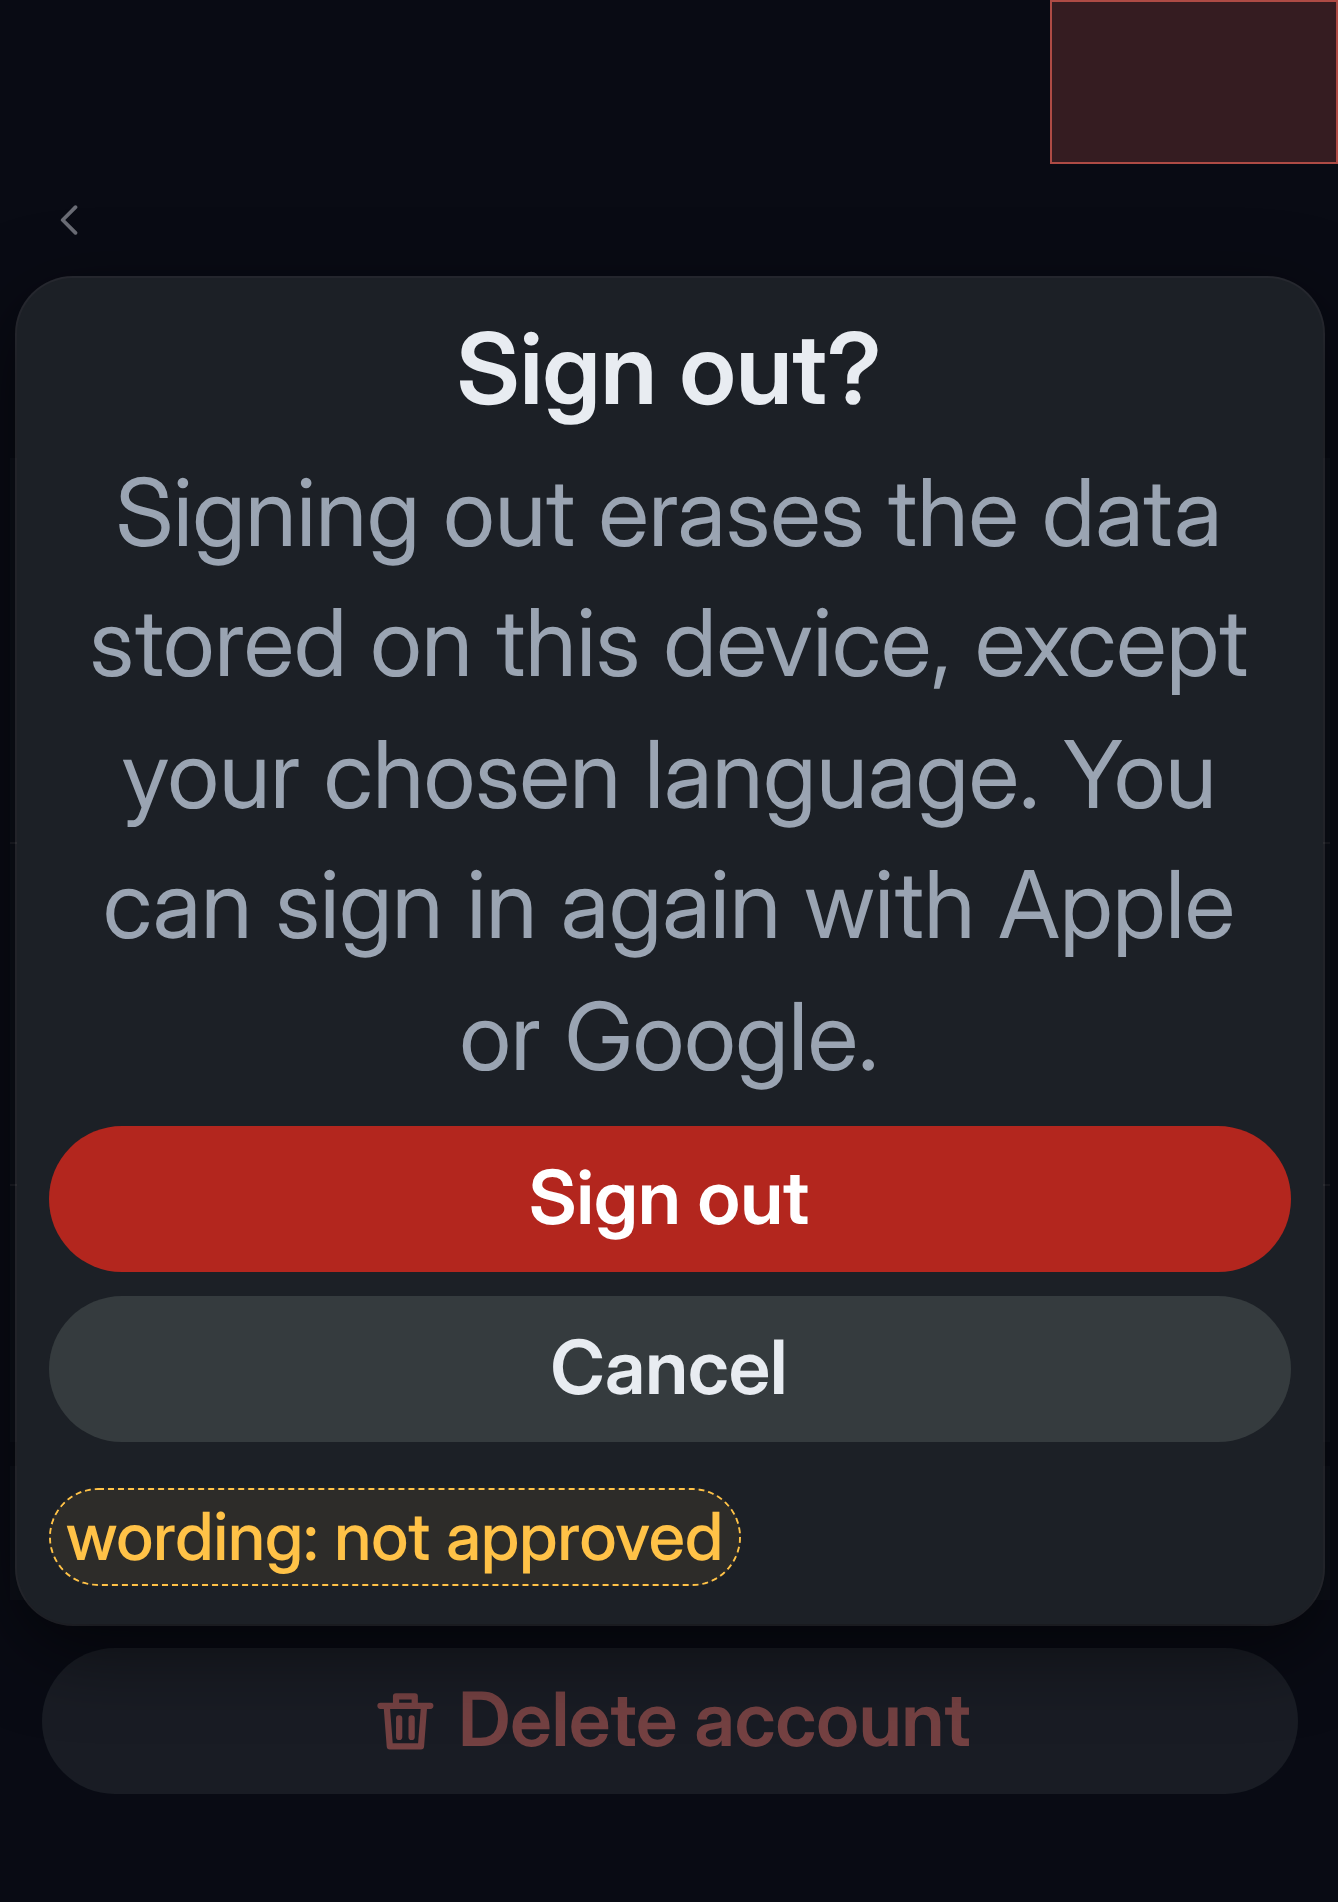 Sign out?
Signing out erases the data
stored on this device, except
your chosen language. You
can sign in again with Apple
or Google.
Sign out
Cancel
wording: not approved
Delete account